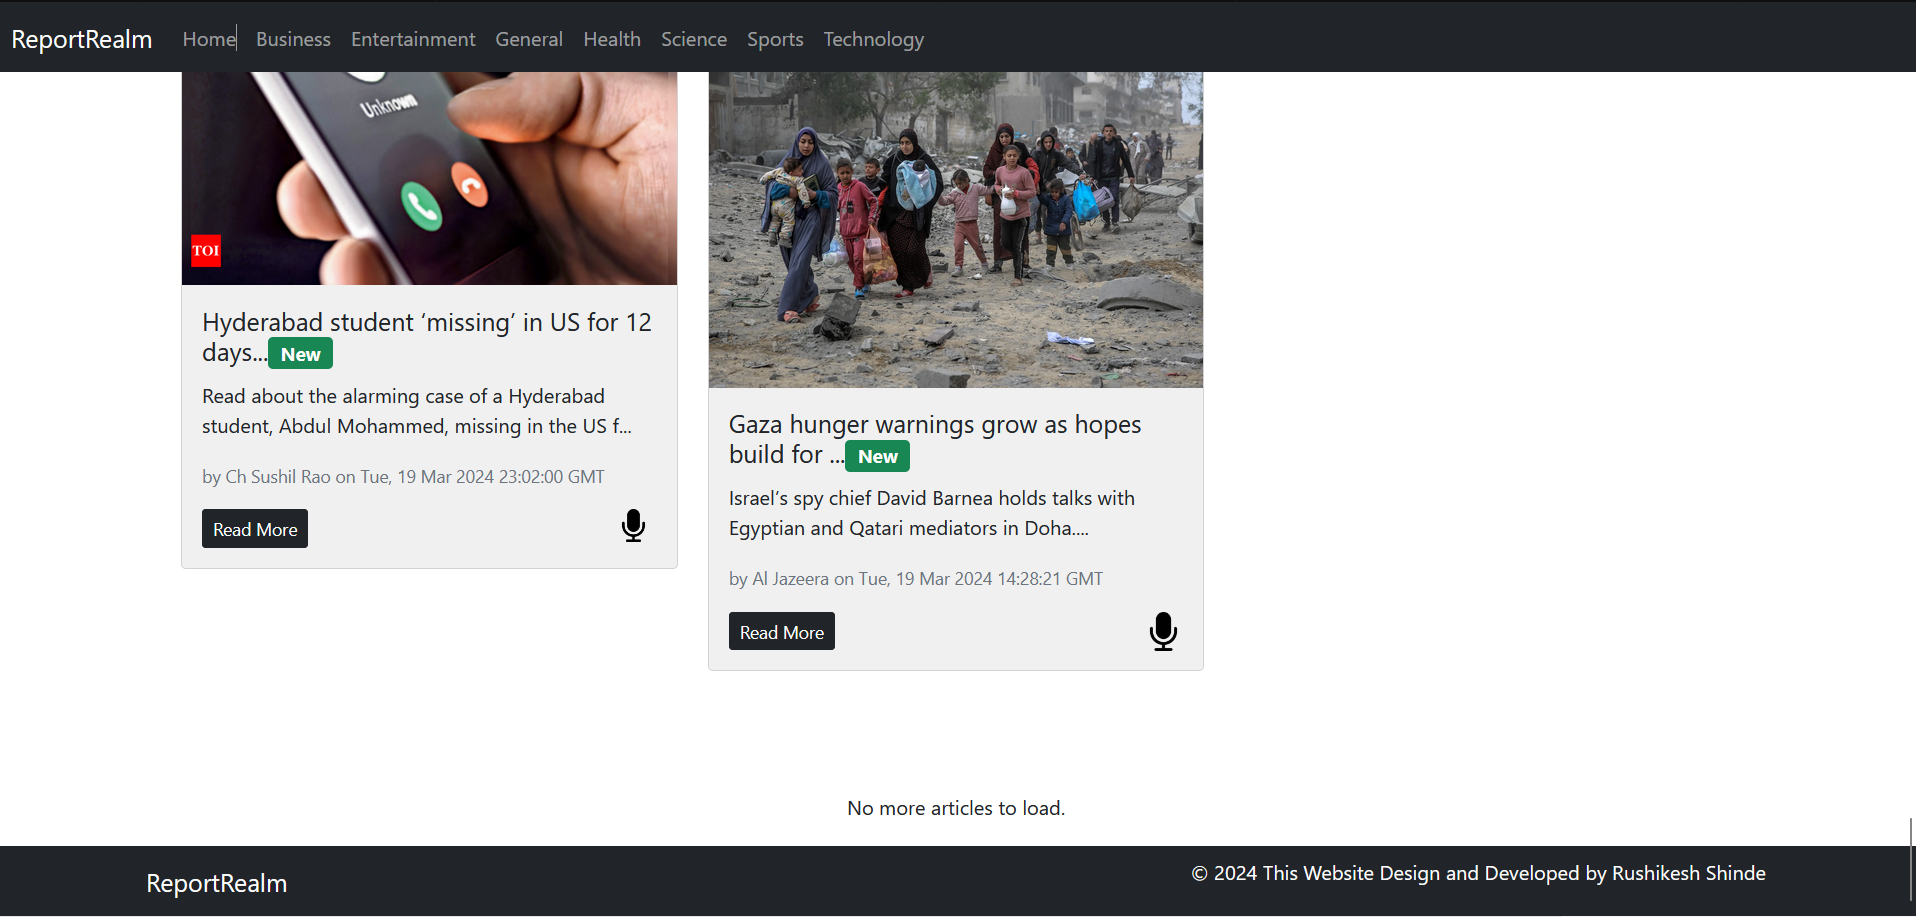 ReportRealm Home Business Entertainment General Health Science Sports Technology
Unknown
TOI
Hyderabad student ‘missing’ in US for 12
days... New
Read about the alarming case of a Hyderabad
student, Abdul Mohammed, missing in the US f...
by Ch Sushil Rao on Tue, 19 Mar 2024 23:02:00 GMT
Read More
Gaza hunger warnings grow as hopes
build for ... New
Israel’s spy chief David Barnea holds talks with
Egyptian and Qatari mediators in Doha....
by Al Jazeera on Tue, 19 Mar 2024 14:28:21 GMT
Read More
No more articles to load.
ReportRealm
© 2024 This Website Design and Developed by Rushikesh Shinde